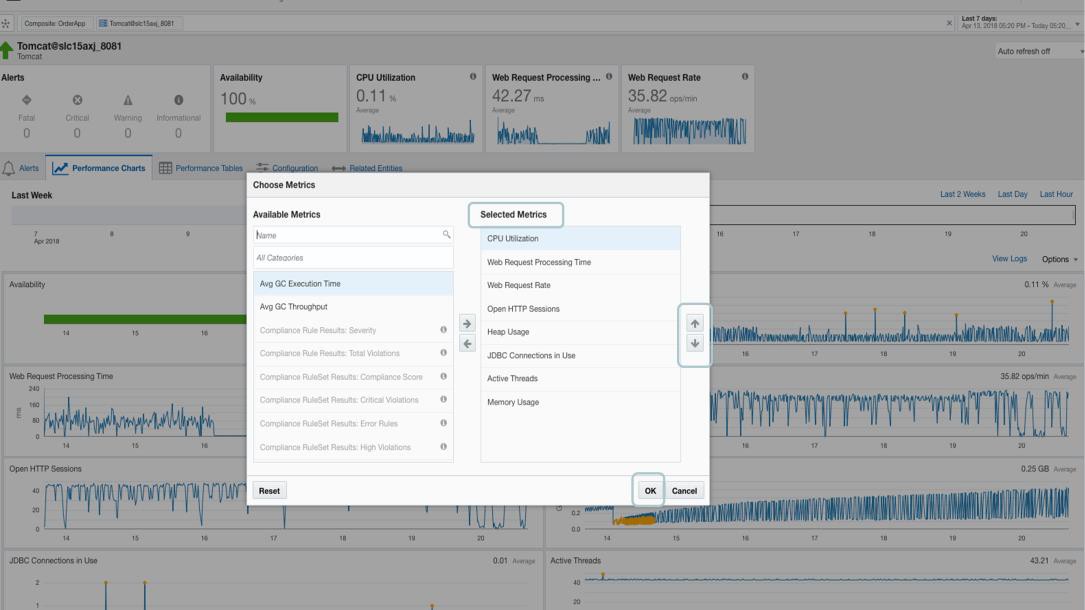 Composite: OrderApp
Tomcat@slc15axj_8081
Last 7 days:
Apr 13, 2018 05:20 PM - Today 05:20...
Tomcat@slc15axj_8081
Tomcat
Auto refresh off
Alerts
Fatal
0
Critical
0
Warning
0
Informational
0
Availability
100 %
CPU Utilization
0.11 %
Average
Web Request Processing ...
42.27 ms
Average
Web Request Rate
35.82 ops/min
Average
Alerts
Performance Charts
Performance Tables
Configuration
Related Entities
Last Week
Last 2 Weeks
Last Day
Last Hour
7
8
9
16
17
18
19
20
Apr 2018
View Logs
Options
Choose Metrics
Available Metrics
Name
All Categories
Avg GC Execution Time
Avg GC Throughput
Compliance Rule Results: Severity
Compliance Rule Results: Total Violations
Compliance RuleSet Results: Compliance Score
Compliance RuleSet Results: Critical Violations
Compliance RuleSet Results: Error Rules
Compliance RuleSet Results: High Violations
Selected Metrics
CPU Utilization
Web Request Processing Time
Web Request Rate
Open HTTP Sessions
Heap Usage
JDBC Connections in Use
Active Threads
Memory Usage
Reset
OK
Cancel
Availability
14
15
16
0.11 % Average
16
17
18
19
20
Web Request Processing Time
ms
240
160
80
0
14
15
16
35.82 ops/min Average
16
17
18
19
20
Open HTTP Sessions
40
20
0
14
15
16
17
18
19
20
0.25 GB Average
0.2
0.0
14
15
16
17
18
19
20
JDBC Connections in Use
0.01 Average
2
1
Active Threads
43.21 Average
40
20